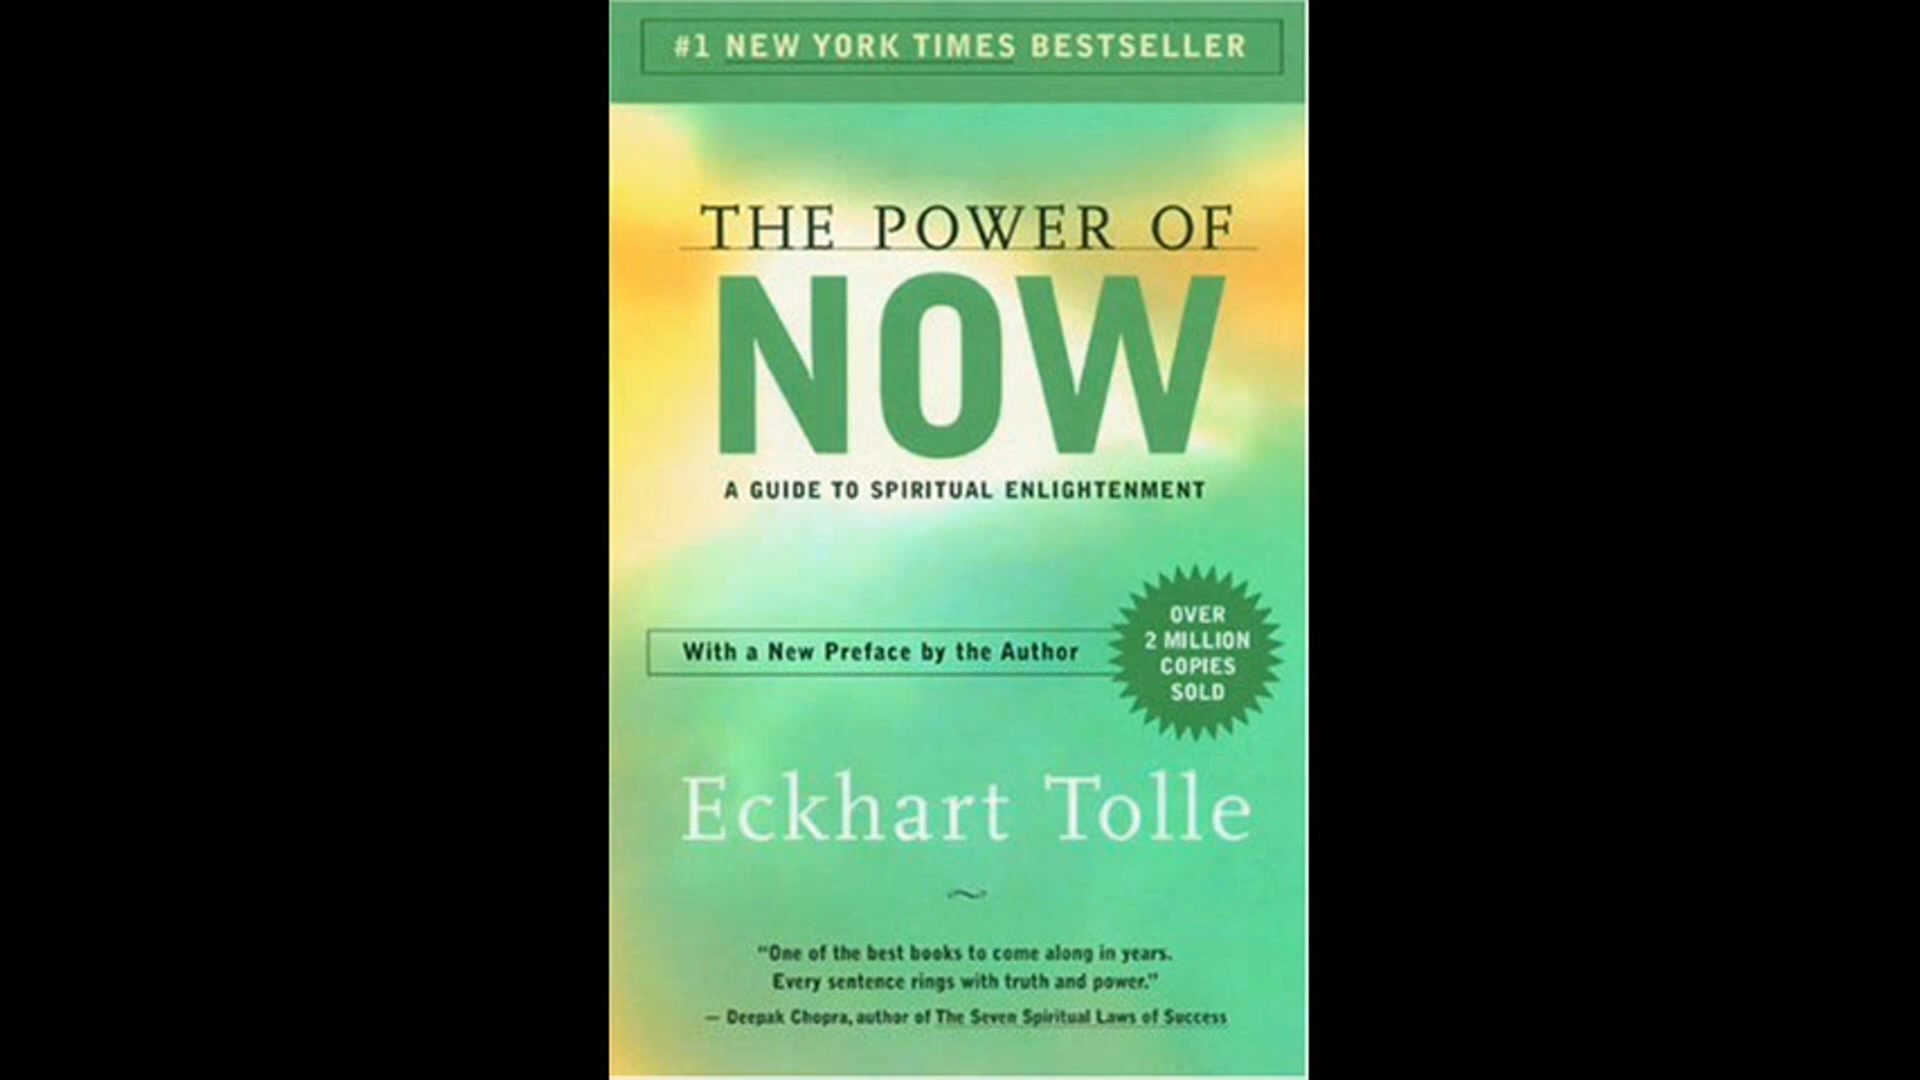 #1 NEW YORK TIMES BESTSELLER
THE POWER OF
NOW
A GUIDE TO SPIRITUAL ENLIGHTENMENT
With a New Preface by the Author
OVER
2 MILLION
COPIES
SOLD
Eckhart Tolle
"One of the best books to come along in years.
Every sentence rings with truth and power."
— Deepak Chopra, author of The Seven Spiritual Laws of Success